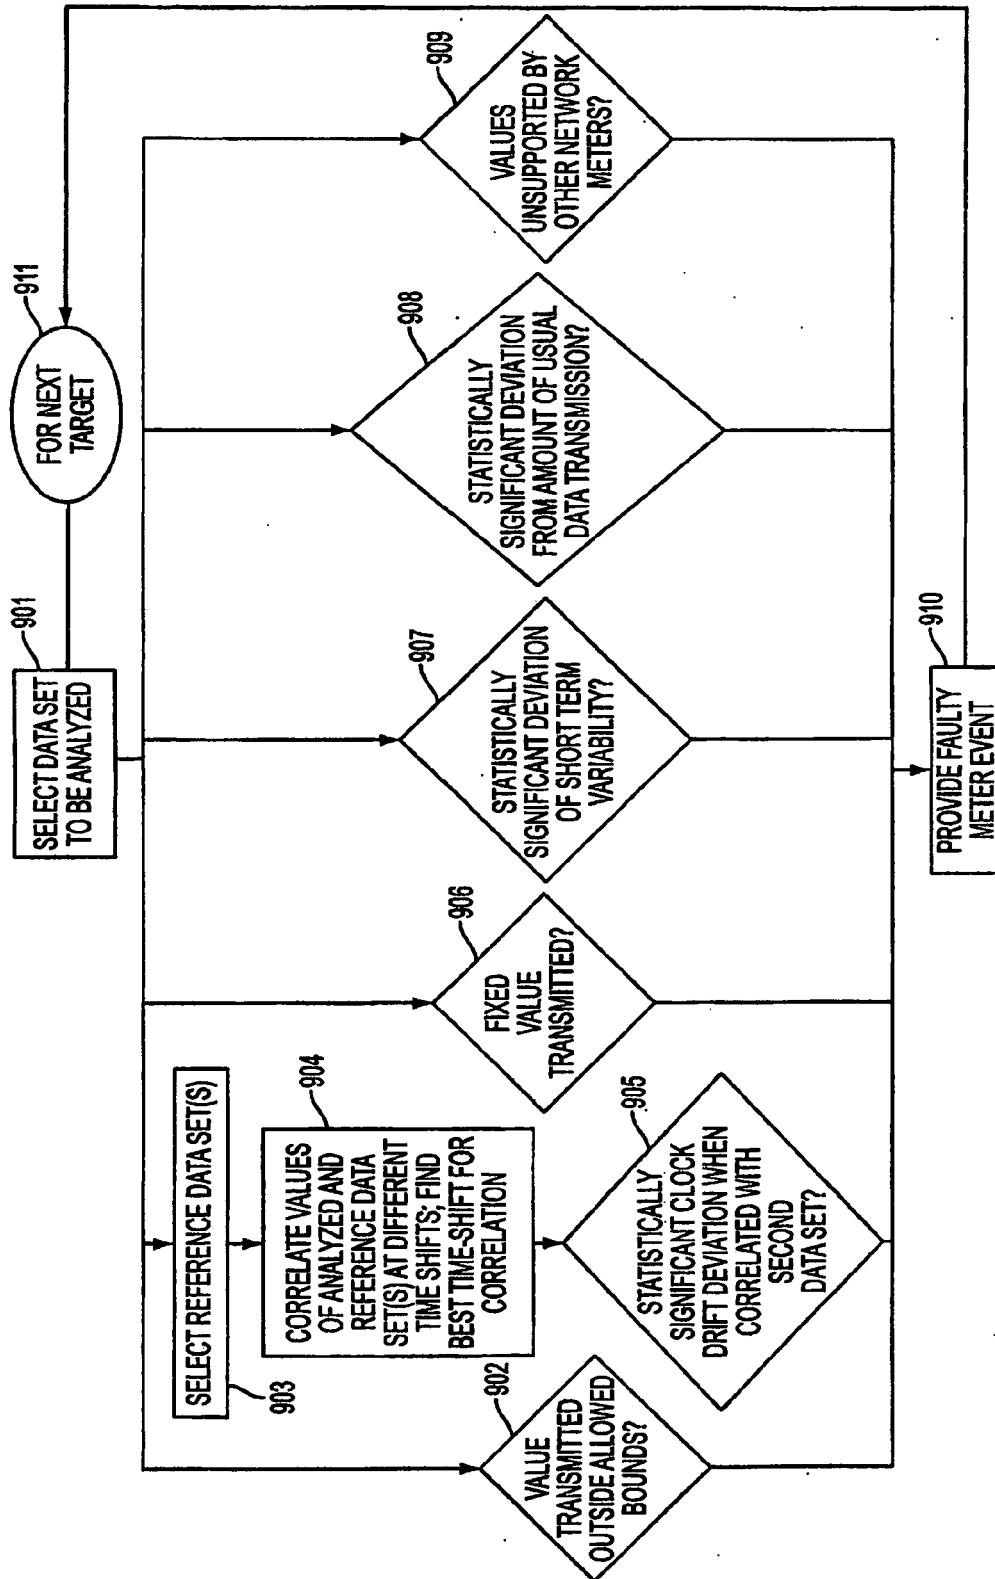 901
SELECT DATA SET
TO BE ANALYZED
911
FOR NEXT
TARGET
903
SELECT REFERENCE DATA SET(S)
904
CORRELATE VALUES
OF ANALYZED AND
REFERENCE DATA
SET(S) AT DIFFERENT
TIME SHIFTS; FIND
BEST TIME-SHIFT FOR
CORRELATION
902
VALUE
TRANSMITTED
OUTSIDE ALLOWED
BOUNDS?
905
STATISTICALLY
SIGNIFICANT CLOCK
DRIFT DEVIATION WHEN
CORRELATED WITH
SECOND
DATA SET?
906
FIXED
VALUE
TRANSMITTED?
907
STATISTICALLY
SIGNIFICANT DEVIATION
OF SHORT TERM
VARIABILITY?
908
STATISTICALLY
SIGNIFICANT DEVIATION
FROM AMOUNT OF USUAL
DATA TRANSMISSION?
909
VALUES
UNSUPPORTED BY
OTHER NETWORK
METERS?
910
PROVIDE FAULTY
METER EVENT